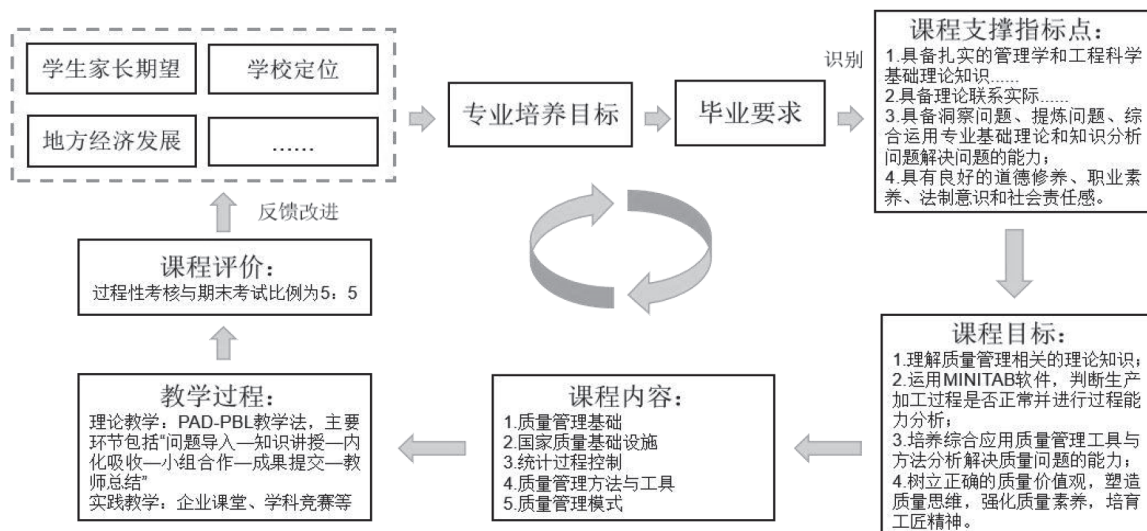 学生家长期望
学校定位
地方经济发展
……
专业培养目标
毕业要求
识别
课程支撑指标点：
1.具备扎实的管理学和工程科学
基础理论知识……
2.具备理论联系实际……
3.具备洞察问题、提炼问题、综
合运用专业基础理论和知识分析
问题解决问题的能力；
4.具有良好的道德修养、职业素
养、法制意识和社会责任感。
课程目标：
1.理解质量管理相关的理论知识；
2.运用MINITAB软件，判断生产
加工过程是否正常并进行过程能
力分析；
3.培养综合应用质量管理工具与
方法分析解决质量问题的能力；
4.树立正确的质量价值观，塑造
质量思维，强化质量素养，培育
工匠精神。
课程内容：
1.质量管理基础
2.国家质量基础设施
3.统计过程控制
4.质量管理方法与工具
5.质量管理模式
教学过程：
理论教学：PAD-PBL教学法，主要
环节包括“问题导入—知识讲授—内
化吸收—小组合作—成果提交—教
师总结”
实践教学：企业课堂、学科竞赛等
课程评价：
过程性考核与期末考试比例为5：5
反馈改进